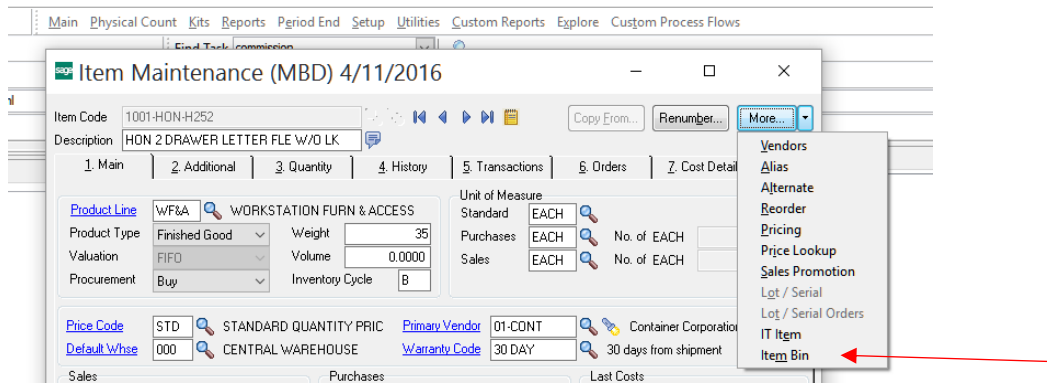 Main Physical Count Kits Reports Period End Setup Utilities Custom Reports Explore Custom Process Flows
Find Task commission
sage Item Maintenance (MBD) 4/11/2016
Item Code 1001-HON-H252 Copy From... Renumber... More...
Description HON 2 DRAWER LETTER FLE W/O LK
1. Main 2. Additional 3. Quantity 4. History 5. Transactions 6. Orders 7. Cost Detail
Vendors
Alias
Alternate
Reorder
Pricing
Price Lookup
Sales Promotion
Lot / Serial
Lot / Serial Orders
IT Item
Item Bin
Unit of Measure
Product Line WF&A WORKSTATION FURN & ACCESS Standard EACH
Product Type Finished Good Weight 35 Purchases EACH No. of EACH
Valuation FIFO Volume 0.0000 Sales EACH No. of EACH
Procurement Buy Inventory Cycle B
Price Code STD STANDARD QUANTITY PRIC Primary Vendor 01-CONT Container Corporation
Default Whse 000 CENTRAL WAREHOUSE Warranty Code 30 DAY 30 days from shipment
Sales Purchases Last Costs